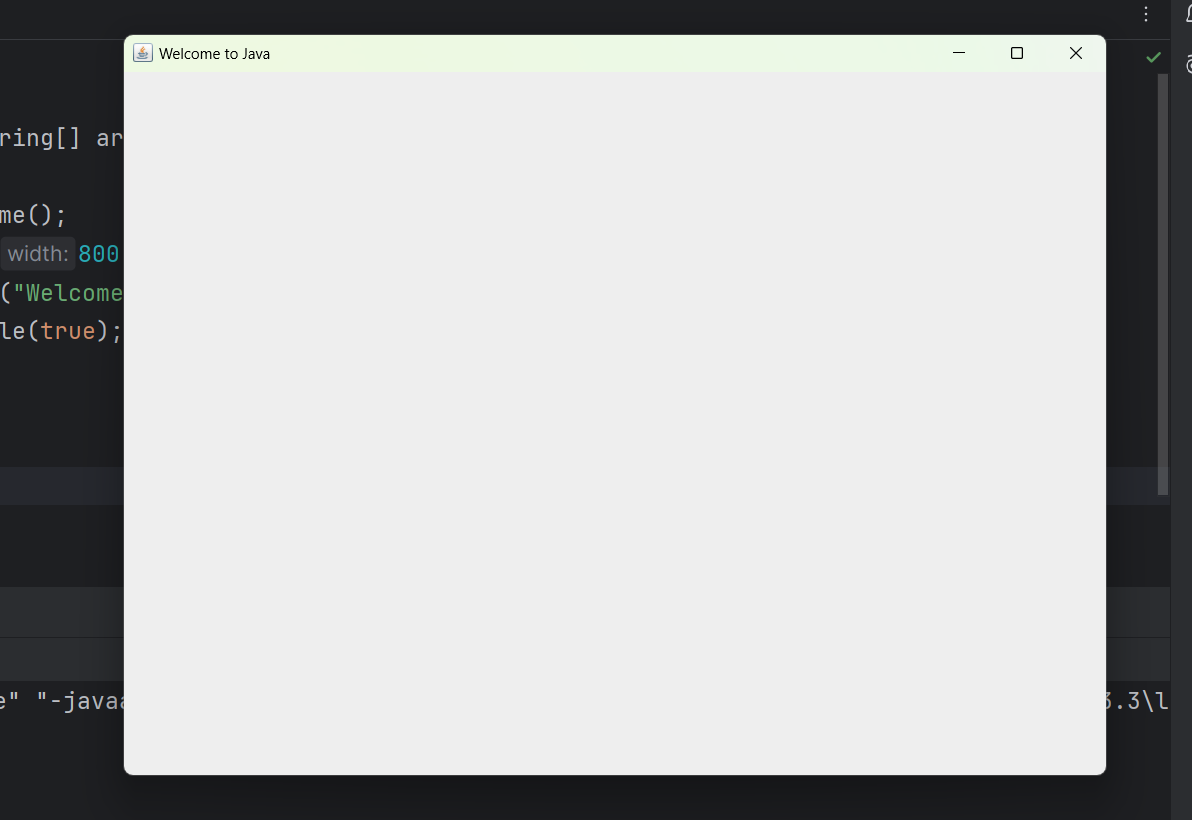 Welcome to Java
ring[] ar
me();
width: 800
("Welcome
le(true);
e" "-javaa
3.3\l